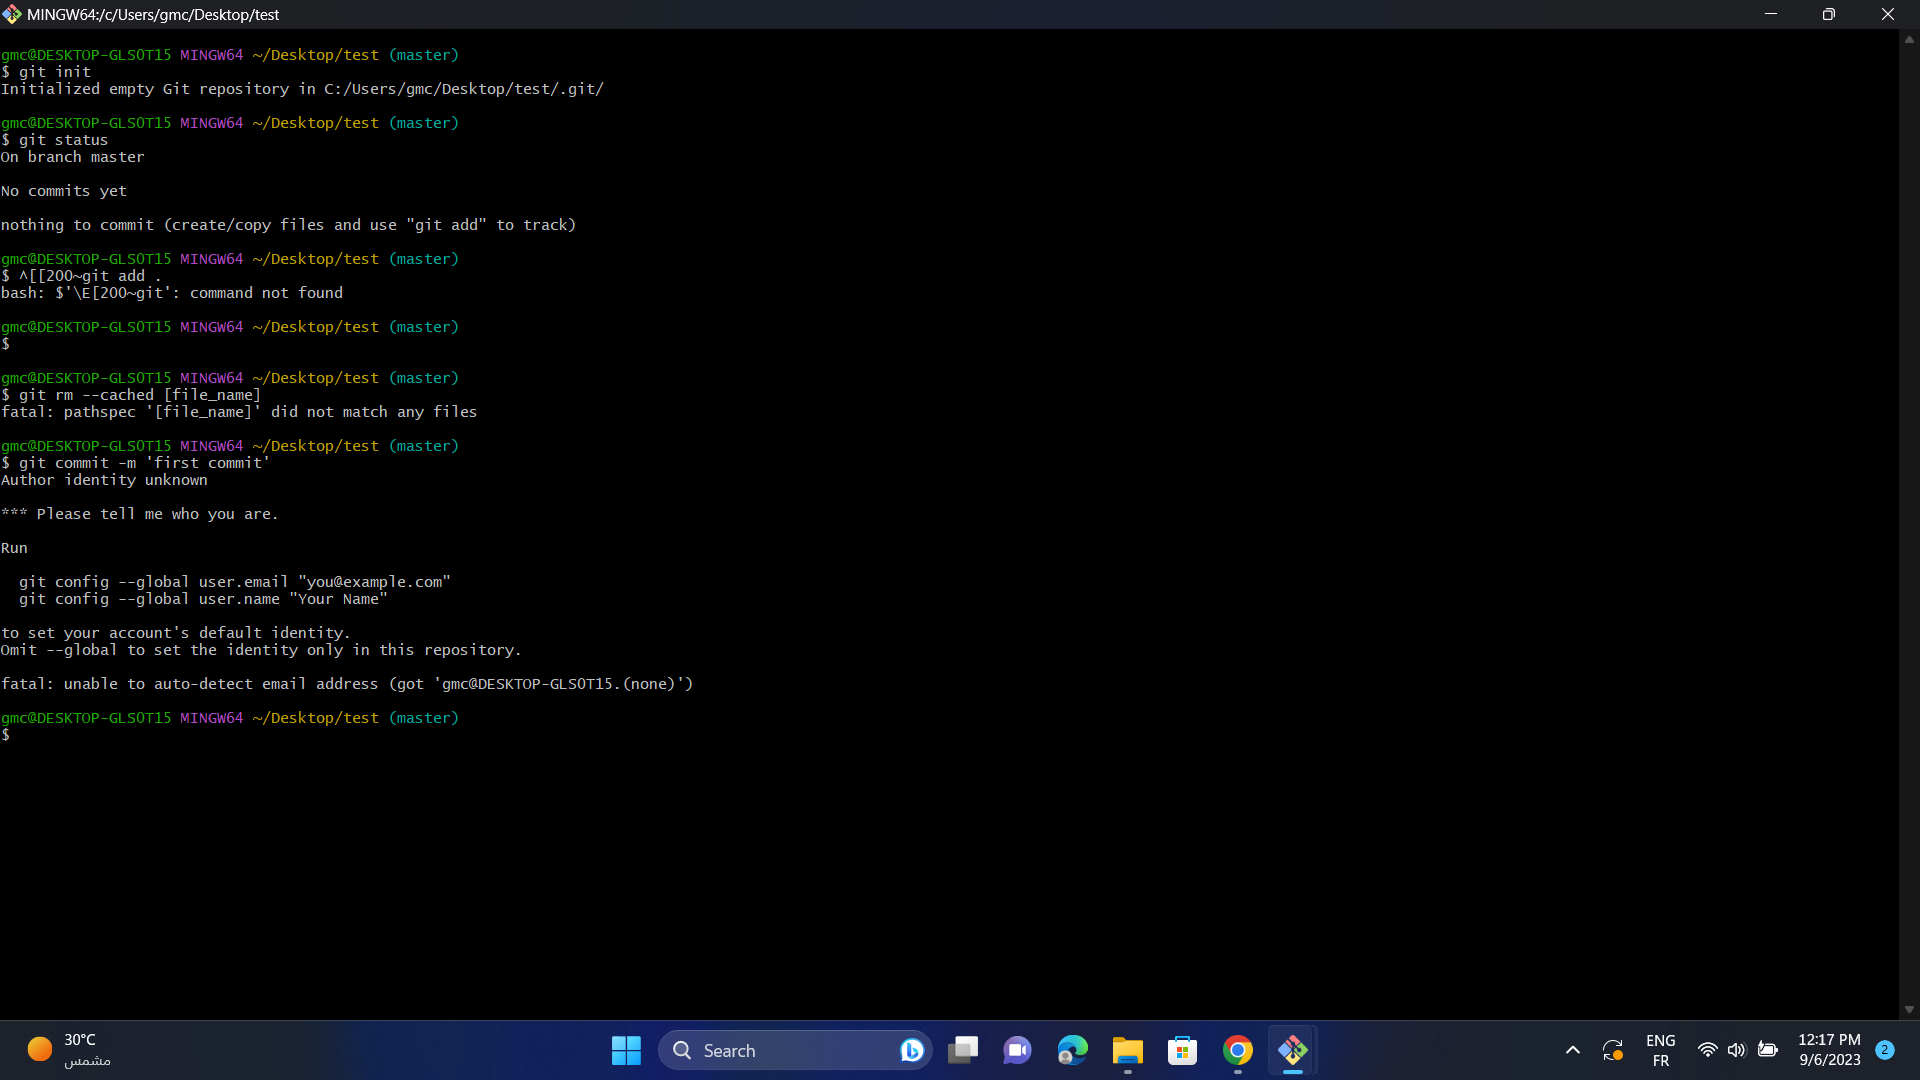 MINGW64:/c/Users/gmc/Desktop/test
gmc@DESKTOP-GLSOT15 MINGW64 ~/Desktop/test (master)
$ git init
Initialized empty Git repository in C:/Users/gmc/Desktop/test/.git/
gmc@DESKTOP-GLSOT15 MINGW64 ~/Desktop/test (master)
$ git status
On branch master
No commits yet
nothing to commit (create/copy files and use "git add" to track)
gmc@DESKTOP-GLSOT15 MINGW64 ~/Desktop/test (master)
$ ^[[200~git add .
bash: $'\E[200~git': command not found
gmc@DESKTOP-GLSOT15 MINGW64 ~/Desktop/test (master)
$
gmc@DESKTOP-GLSOT15 MINGW64 ~/Desktop/test (master)
$ git rm --cached [file_name]
fatal: pathspec '[file_name]' did not match any files
gmc@DESKTOP-GLSOT15 MINGW64 ~/Desktop/test (master)
$ git commit -m 'first commit'
Author identity unknown
*** Please tell me who you are.
Run
git config --global user.email "you@example.com"
git config --global user.name "Your Name"
to set your account's default identity.
Omit --global to set the identity only in this repository.
fatal: unable to auto-detect email address (got 'gmc@DESKTOP-GLSOT15.(none)')
gmc@DESKTOP-GLSOT15 MINGW64 ~/Desktop/test (master)
$
30°C
مشمس
Search
ENG
FR
12:17 PM
9/6/2023
2